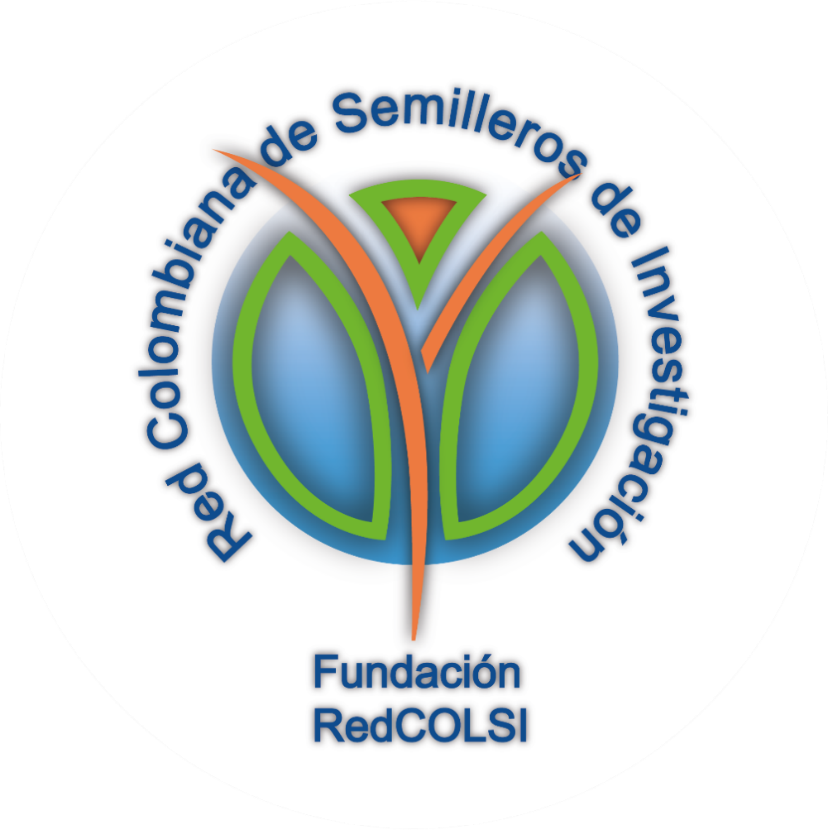 Red Colombiana de Semilleros de Investigación
Fundación
RedCOLSI